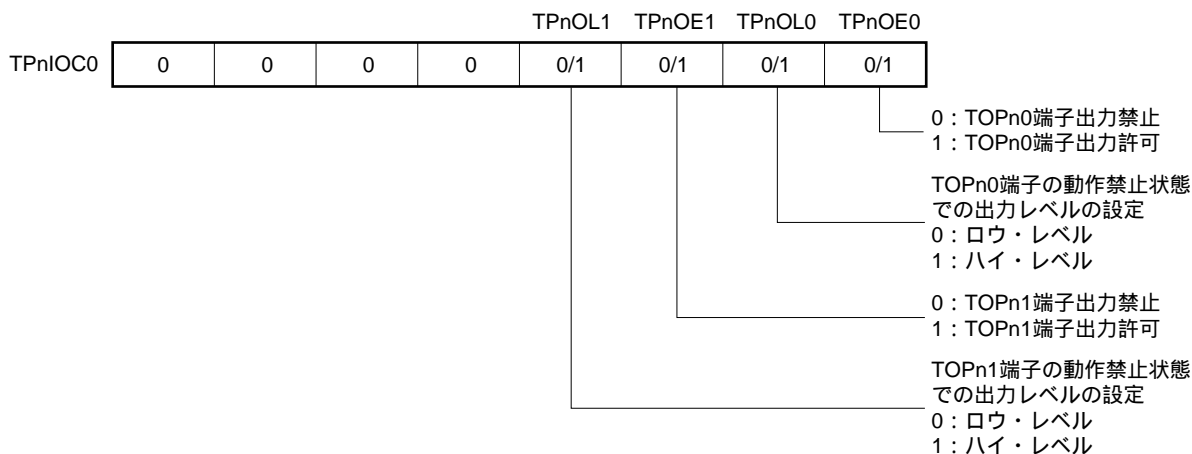 TPnOL1 TPnOE1 TPnOL0 TPnOE0
TPnIOC0 0 0 0 0 0/1 0/1 0/1 0/1
0：TOPn0端子出力禁止
1：TOPn0端子出力許可
TOPn0端子の動作禁止状態
での出力レベルの設定
0：ロウ・レベル
1：ハイ・レベル
0：TOPn1端子出力禁止
1：TOPn1端子出力許可
TOPn1端子の動作禁止状態
での出力レベルの設定
0：ロウ・レベル
1：ハイ・レベル